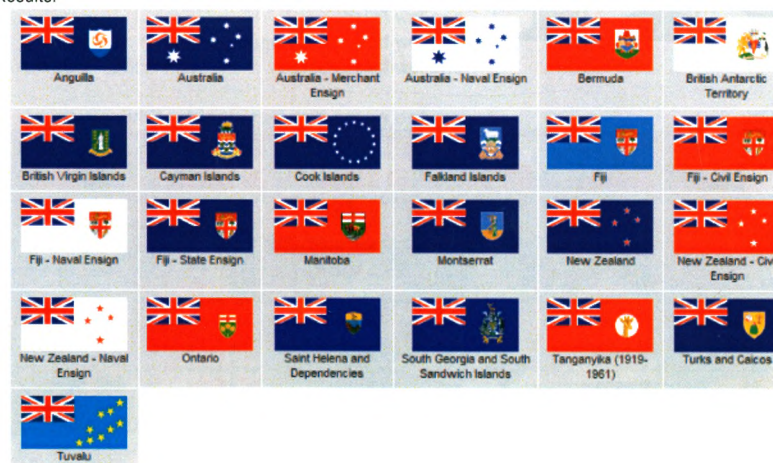 Results:
Anguilla
Australia
Australia - Merchant
Ensign
Australia - Naval Ensign
Bermuda
British Antarctic
Territory
British Virgin Islands
Cayman Islands
Cook Islands
Falkland Islands
Fiji
Fiji - Civil Ensign
Fiji - Naval Ensign
Fiji - State Ensign
Manitoba
Montserrat
New Zealand
New Zealand - Civil
Ensign
New Zealand - Naval
Ensign
Ontario
Saint Helena and
Dependencies
South Georgia and South
Sandwich Islands
Tanganyika (1919-
1961)
Turks and Caicos
Tuvalu